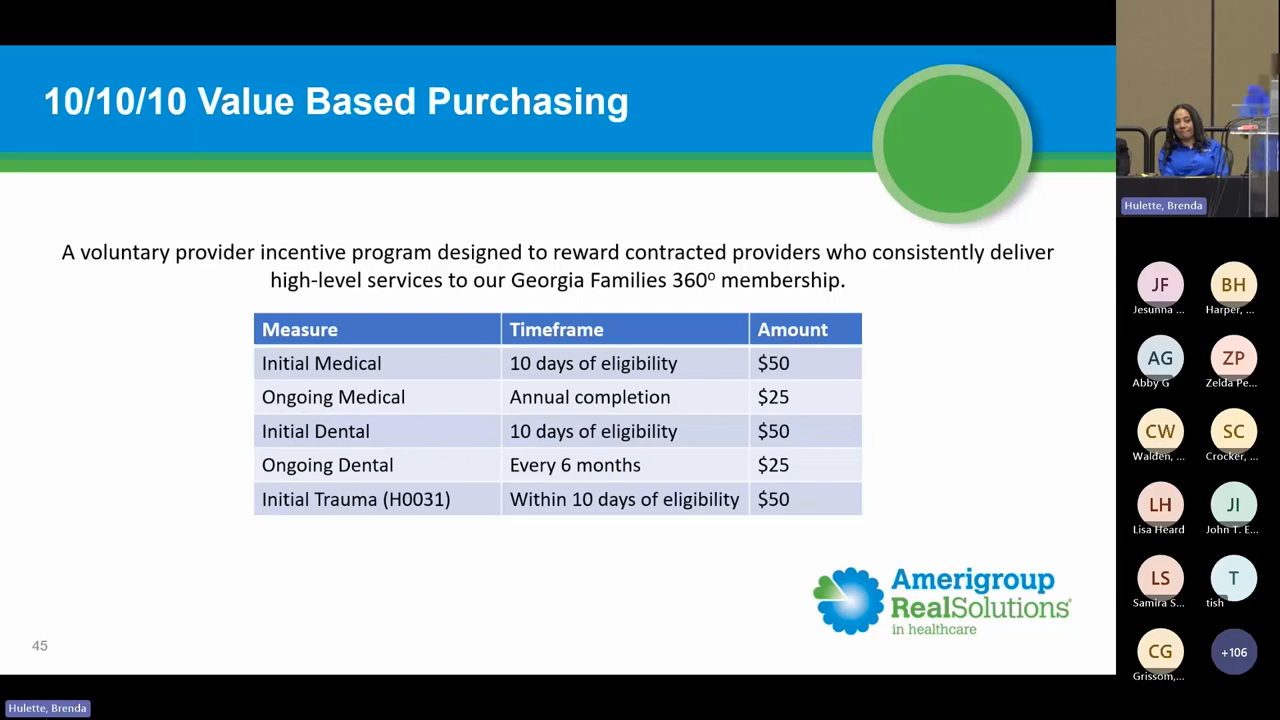 10/10/10 Value Based Purchasing
A voluntary provider incentive program designed to reward contracted providers who consistently deliver
high-level services to our Georgia Families 360º membership.
Measure Timeframe Amount
Initial Medical 10 days of eligibility $50
Ongoing Medical Annual completion $25
Initial Dental 10 days of eligibility $50
Ongoing Dental Every 6 months $25
Initial Trauma (H0031) Within 10 days of eligibility $50
Amerigroup
RealSolutions®
in healthcare
45
Hulette, Brenda
Hulette, Brenda
JF BH
Jesunna ... Harper, ...
AG ZP
Abby G Zelda Pe...
CW SC
Walden, ... Crocker, ...
LH JI
Lisa Heard John T. E...
LS T
Samira S... tish
CG +106
Grissom,...